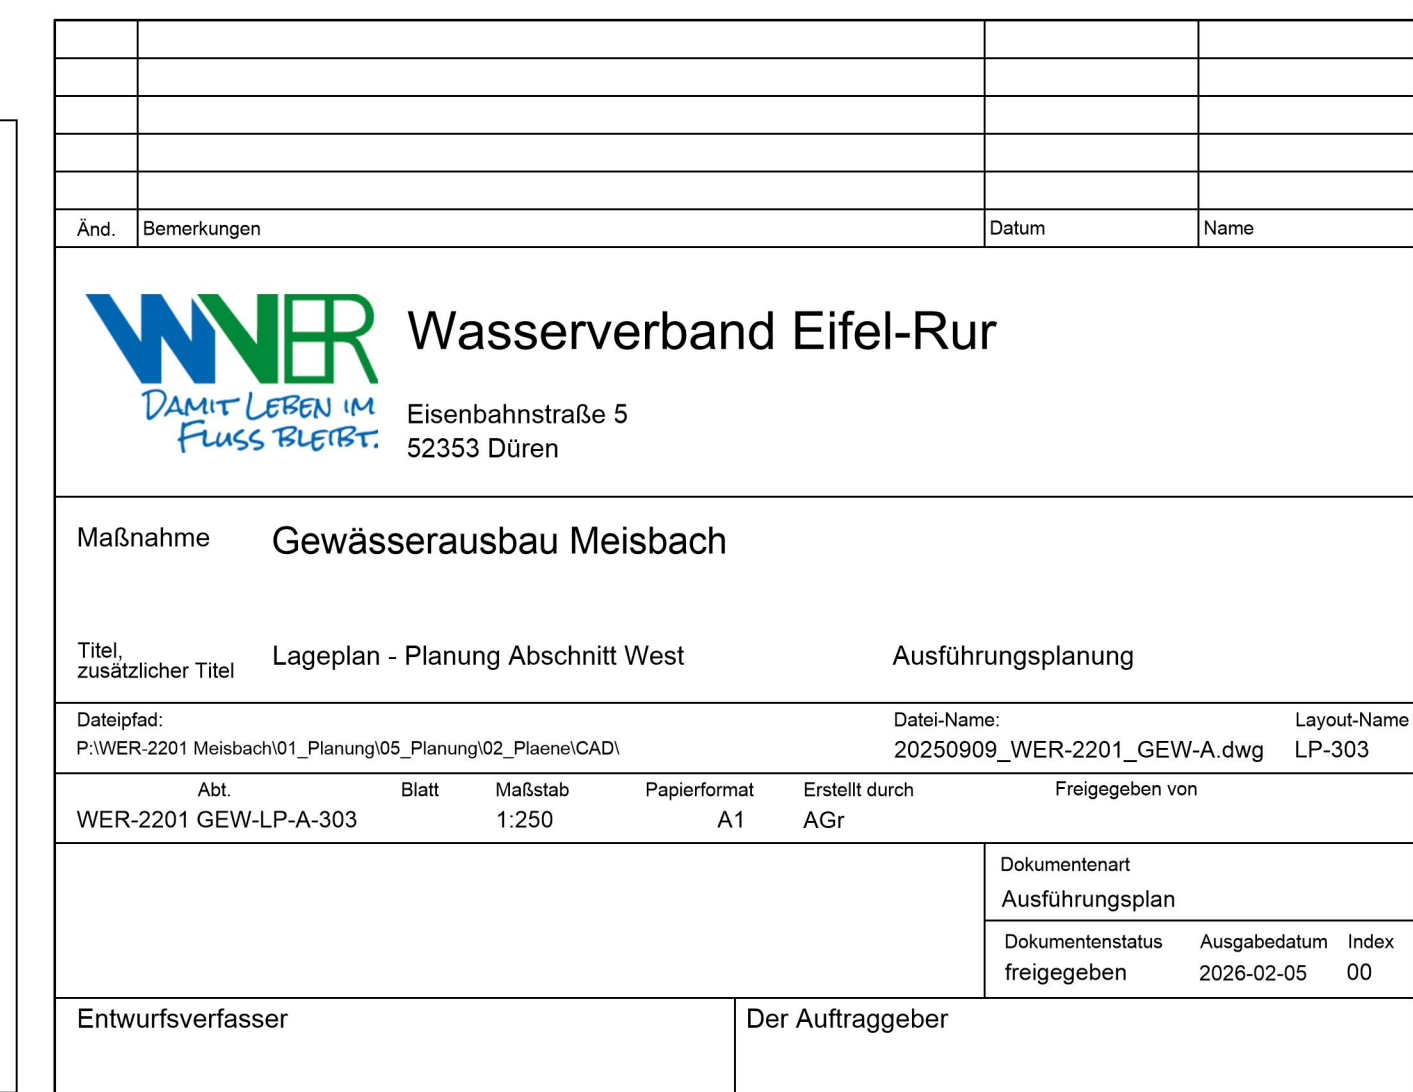 Änd. Bemerkungen Datum Name
WVER
DAMIT LEBEN IM
FLUSS BLEIBT.
Wasserverband Eifel-Rur
Eisenbahnstraße 5
52353 Düren
Maßnahme Gewässerausbau Meisbach
Titel,
zusätzlicher Titel Lageplan - Planung Abschnitt West Ausführungsplanung
Dateipfad: Datei-Name: Layout-Name
P:\WER-2201 Meisbach\01_Planung\05_Planung\02_Plaene\CAD\ 20250909_WER-2201_GEW-A.dwg LP-303
Abt. Blatt Maßstab Papierformat Erstellt durch Freigegeben von
WER-2201 GEW-LP-A-303 1:250 A1 AGr
Dokumentenart
Ausführungsplan
Dokumentenstatus Ausgabedatum Index
freigegeben 2026-02-05 00
Entwurfsverfasser Der Auftraggeber